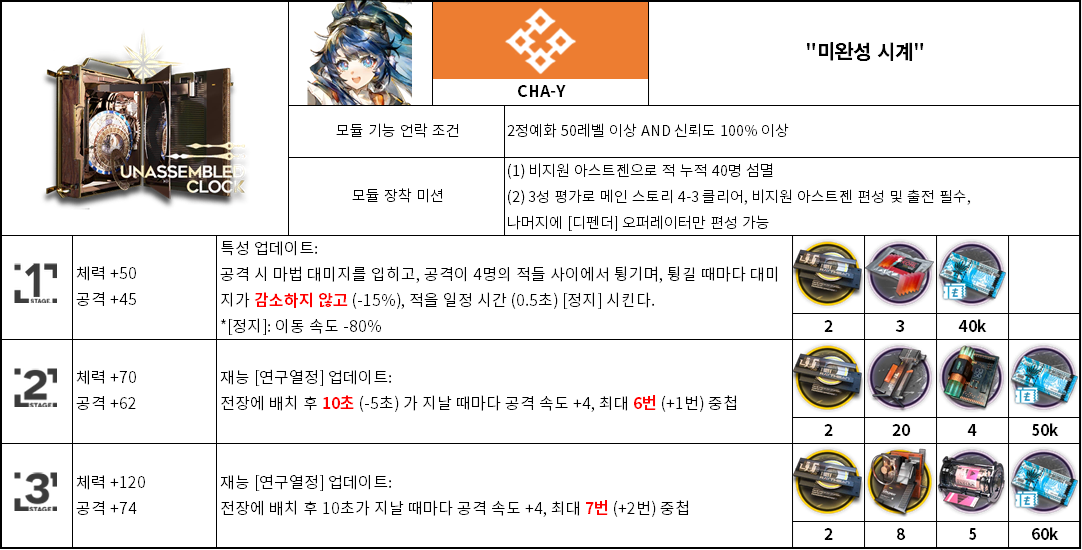 UNASSEMBLED
CLOCK
CHA-Y
"미완성 시계"
모듈 기능 언락 조건
2정예화 50레벨 이상 AND 신뢰도 100% 이상
모듈 장착 미션
(1) 비지원 아스트젠으로 적 누적 40명 섬멸
(2) 3성 평가로 메인 스토리 4-3 클리어, 비지원 아스트젠 편성 및 출전 필수,
나머지에 [디펜더] 오퍼레이터만 편성 가능
1
STAGE
체력 +50
공격 +45
특성 업데이트:
공격 시 마법 대미지를 입히고, 공격이 4명의 적들 사이에서 튕기며, 튕길 때마다 대미
지가 감소하지 않고 (-15%), 적을 일정 시간 (0.5초) [정지] 시킨다.
*[정지]: 이동 속도 -80%
2
3
40k
2
STAGE
체력 +70
공격 +62
재능 [연구열정] 업데이트:
전장에 배치 후 10초 (-5초) 가 지날 때마다 공격 속도 +4, 최대 6번 (+1번) 중첩
2
20
4
50k
3
STAGE
체력 +120
공격 +74
재능 [연구열정] 업데이트:
전장에 배치 후 10초가 지날 때마다 공격 속도 +4, 최대 7번 (+2번) 중첩
2
8
5
60k